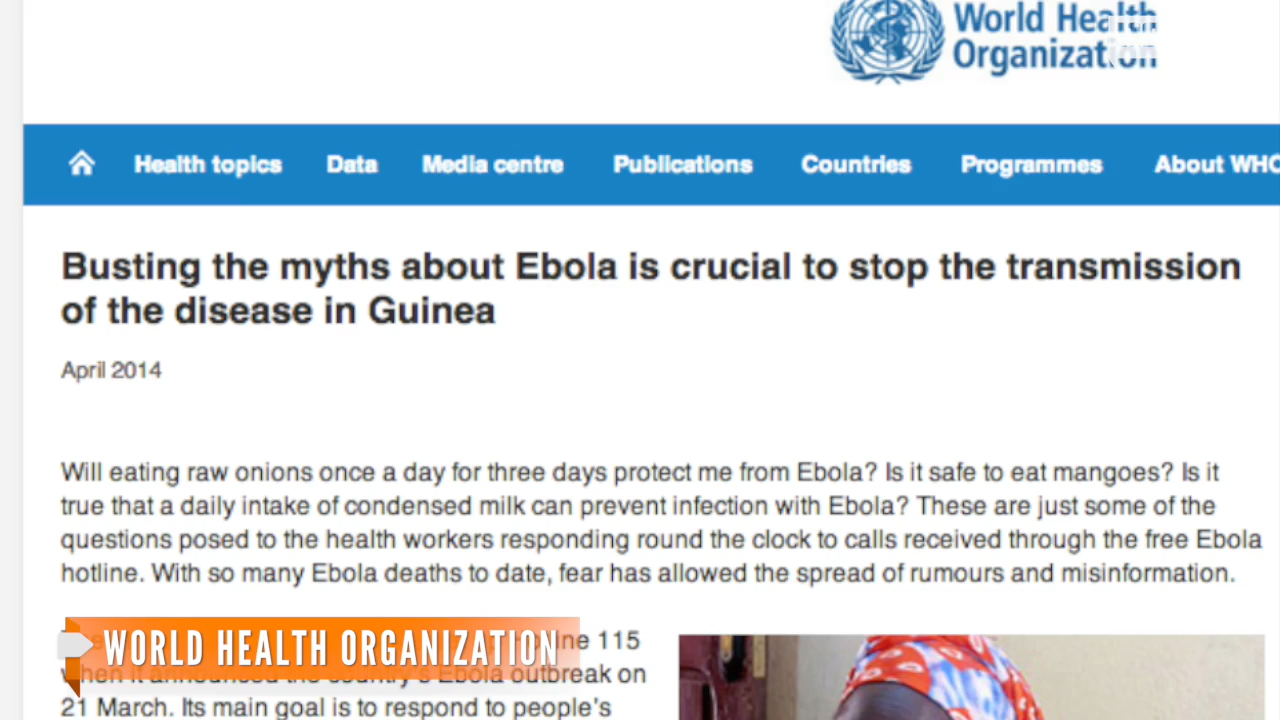 World Health
Organization
Health topics Data Media centre Publications Countries Programmes About WHO
Busting the myths about Ebola is crucial to stop the transmission
of the disease in Guinea
April 2014
Will eating raw onions once a day for three days protect me from Ebola? Is it safe to eat mangoes? Is it
true that a daily intake of condensed milk can prevent infection with Ebola? These are just some of the
questions posed to the health workers responding round the clock to calls received through the free Ebola
hotline. With so many Ebola deaths to date, fear has allowed the spread of rumours and misinformation.
115
WORLD HEALTH ORGANIZATION
when it announced the country's Ebola outbreak on
21 March. Its main goal is to respond to people's